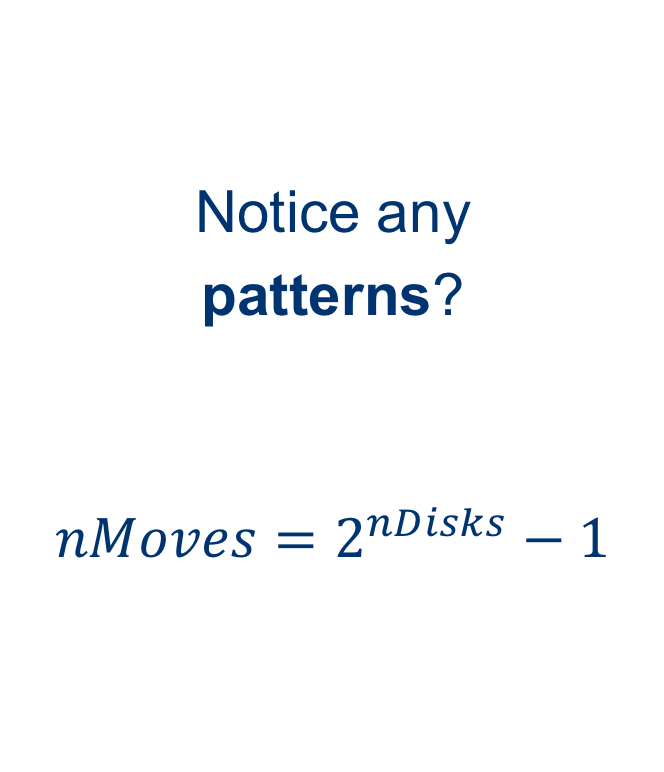 Notice any
patterns?
nMoves = 2^{nDisks} − 1